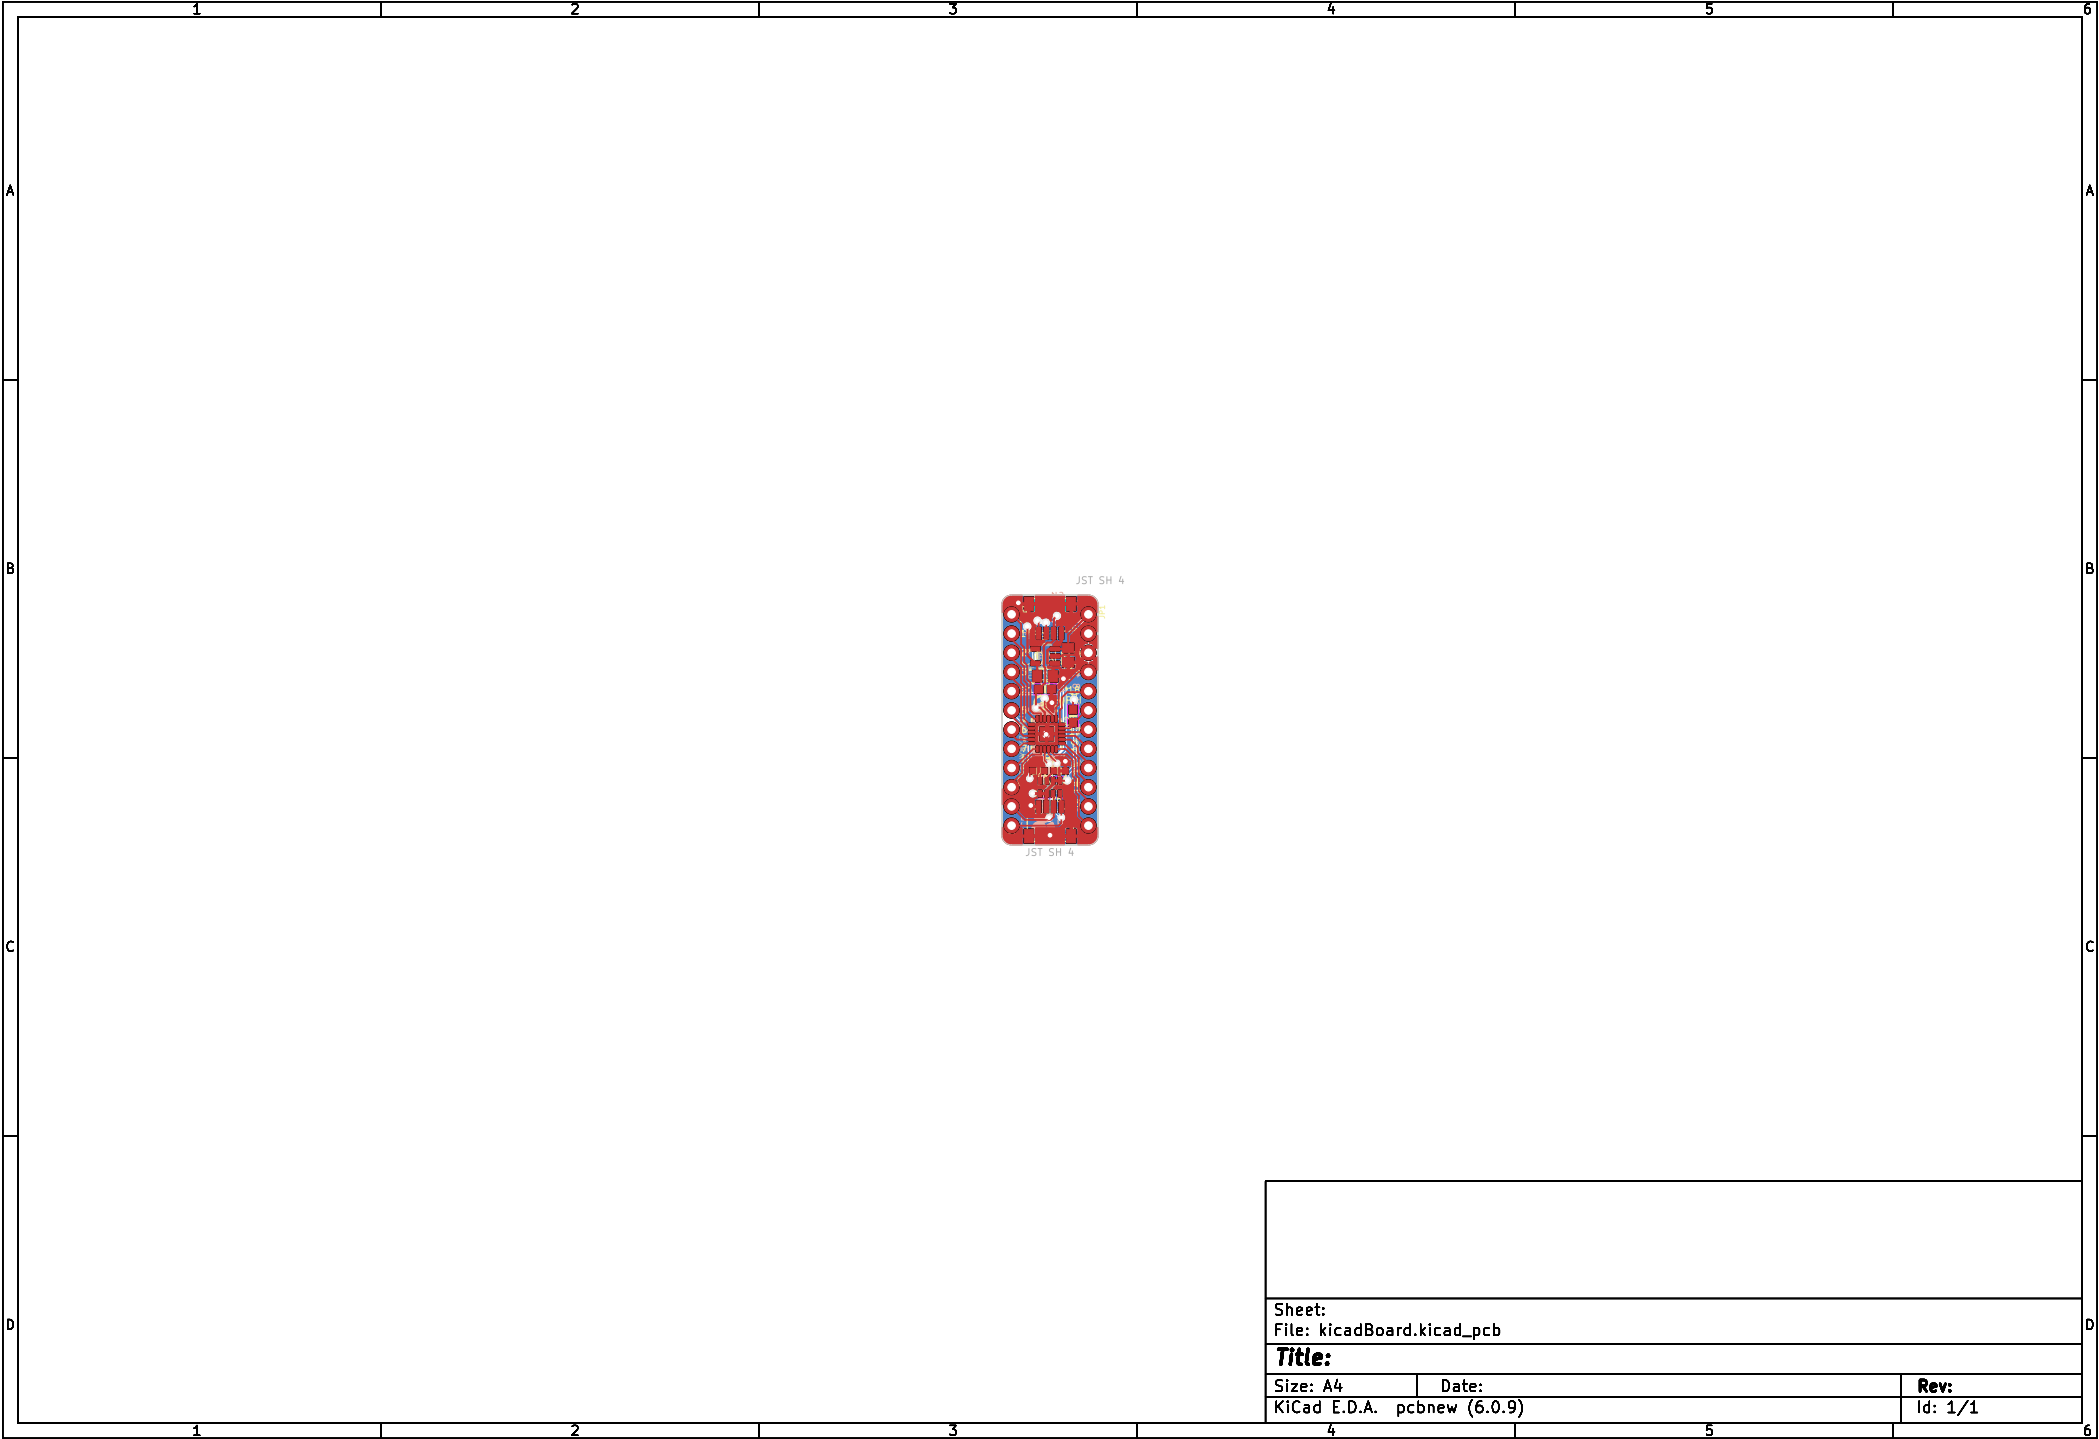 1 2 3 4 5 6
A A
JST SH 4
B B
JST SH 4
C C
Sheet:
File: kicadBoard.kicad_pcb
D D
Title:
Size: A4 Date: Rev:
KiCad E.D.A. pcbnew (6.0.9) Id: 1/1
1 2 3 4 5 6